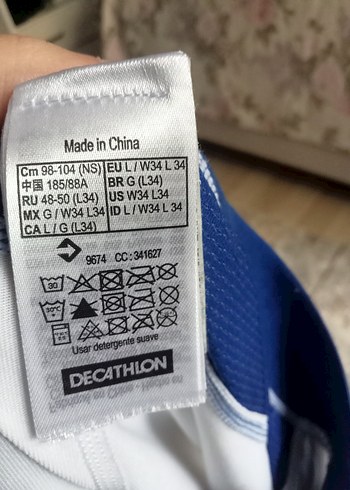 Made in China
Cm 98-104 (NS) EU L / W34 L 34
中国 185/88A BR G (L34)
RU 48-50 (L34) US W34 L34
MX G / W34 L34 ID L / W34 L 34
CA L / G (L34)
9674 CC : 341627
30
30°C
Usar detergente suave
DECATHLON